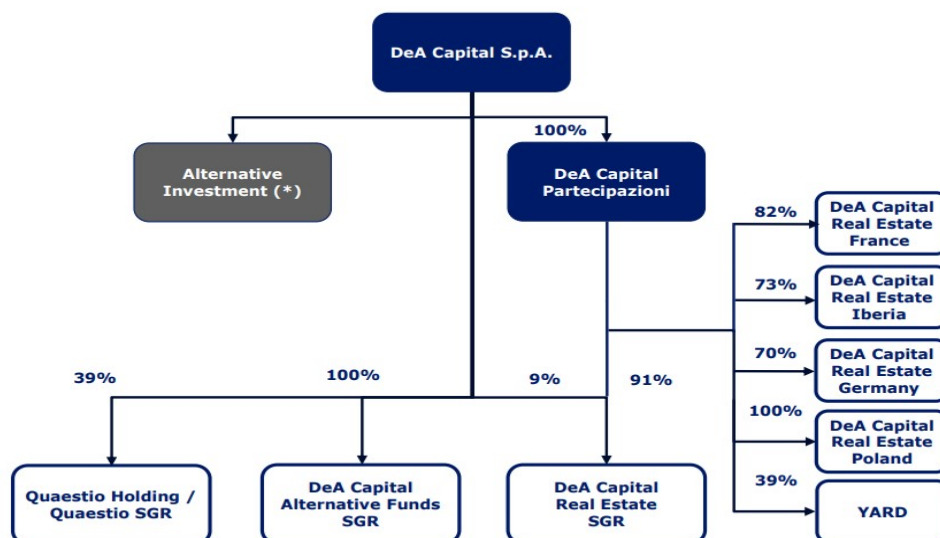 DeA Capital S.p.A.
100%
Alternative
Investment (*)
DeA Capital
Partecipazioni
82%
DeA Capital
Real Estate
France
73%
DeA Capital
Real Estate
Iberia
70%
DeA Capital
Real Estate
Germany
100%
DeA Capital
Real Estate
Poland
39%
YARD
39%
100%
9%
91%
Quaestio Holding /
Quaestio SGR
DeA Capital
Alternative Funds
SGR
DeA Capital
Real Estate
SGR